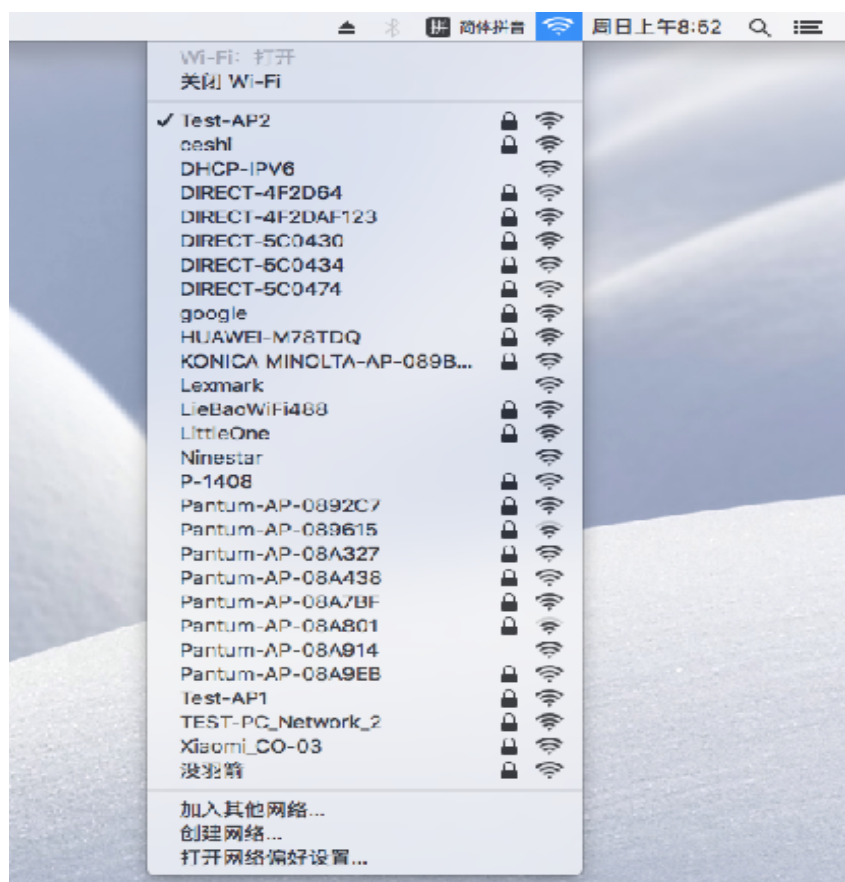 拼 简体拼音 周日上午8:52
Wi-Fi: 打开
关闭 Wi-Fi
✓ Test-AP2
ceshi
DHCP-IPV6
DIRECT-4F2D64
DIRECT-4F2DAF123
DIRECT-5C0430
DIRECT-5C0434
DIRECT-5C0474
google
HUAWEI-M78TDQ
KONICA MINOLTA-AP-089B...
Lexmark
LieBaoWiFi488
LittleOne
Ninestar
P-1408
Pantum-AP-0892C7
Pantum-AP-089615
Pantum-AP-08A327
Pantum-AP-08A438
Pantum-AP-08A7BF
Pantum-AP-08A801
Pantum-AP-08A914
Pantum-AP-08A9EB
Test-AP1
TEST-PC_Network_2
Xiaomi_CO-03
没羽箭
加入其他网络...
创建网络...
打开网络偏好设置...